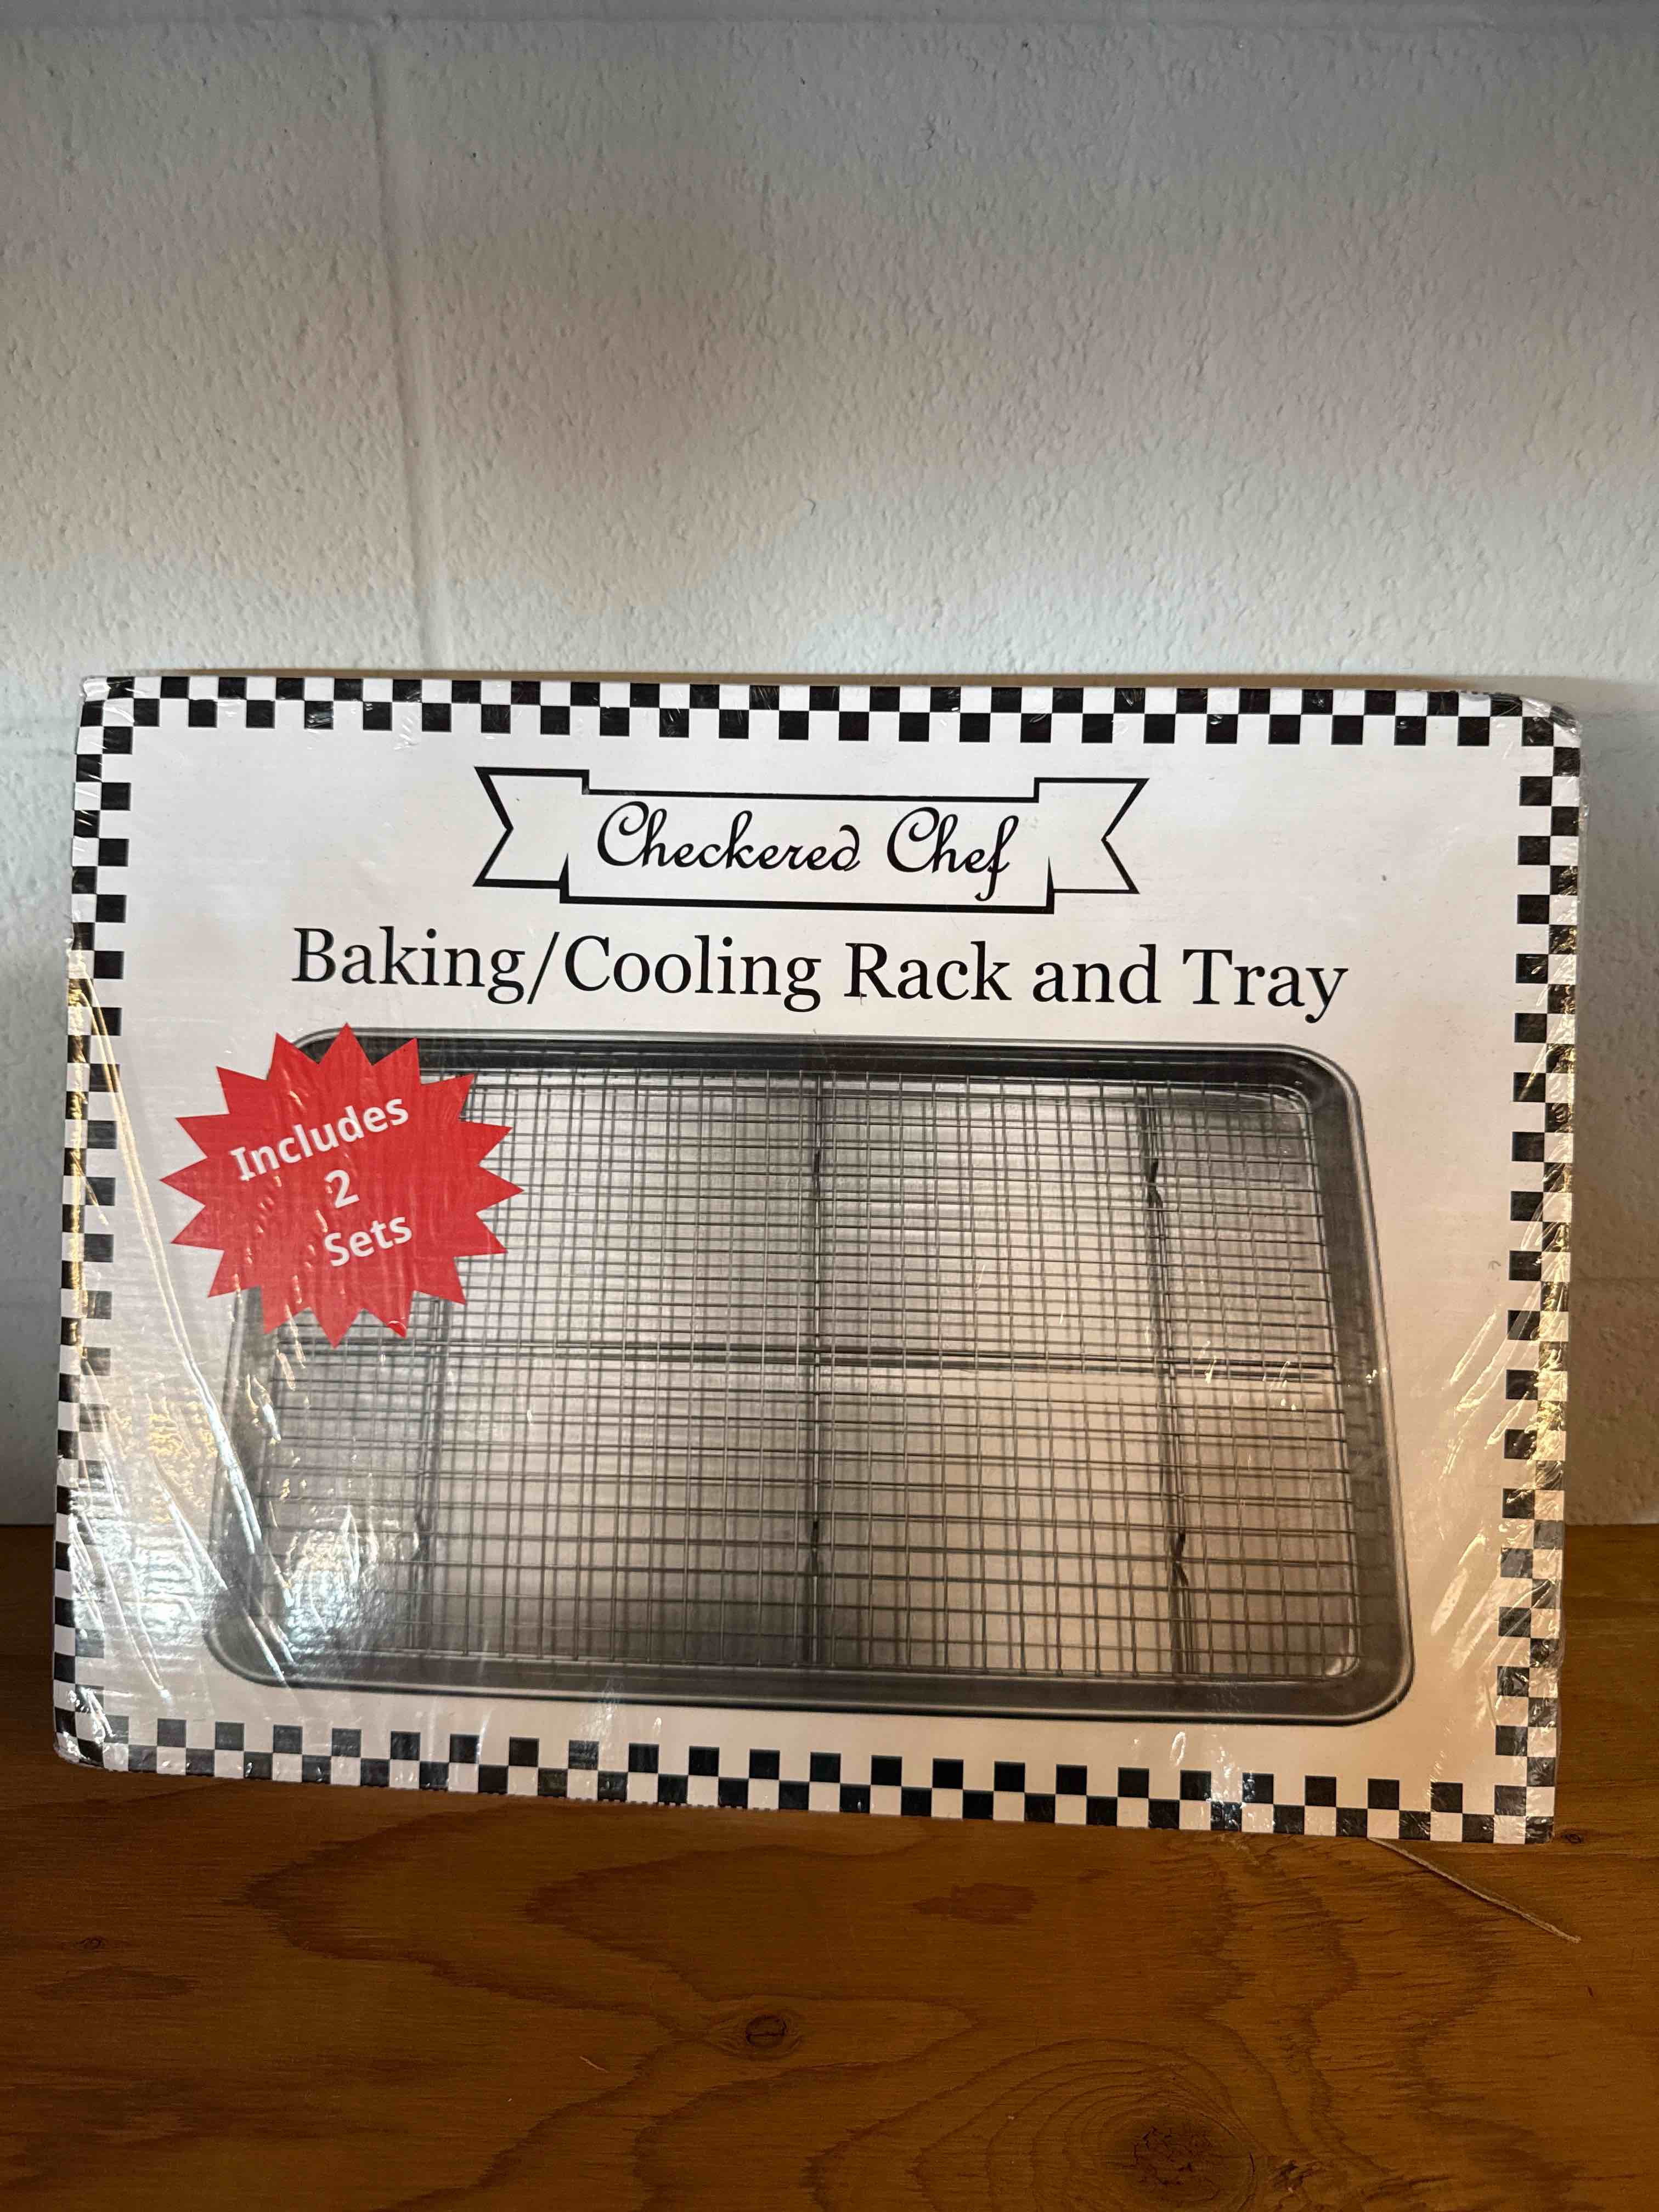 Checkered Chef
Baking/Cooling Rack and Tray
Includes
2
Sets